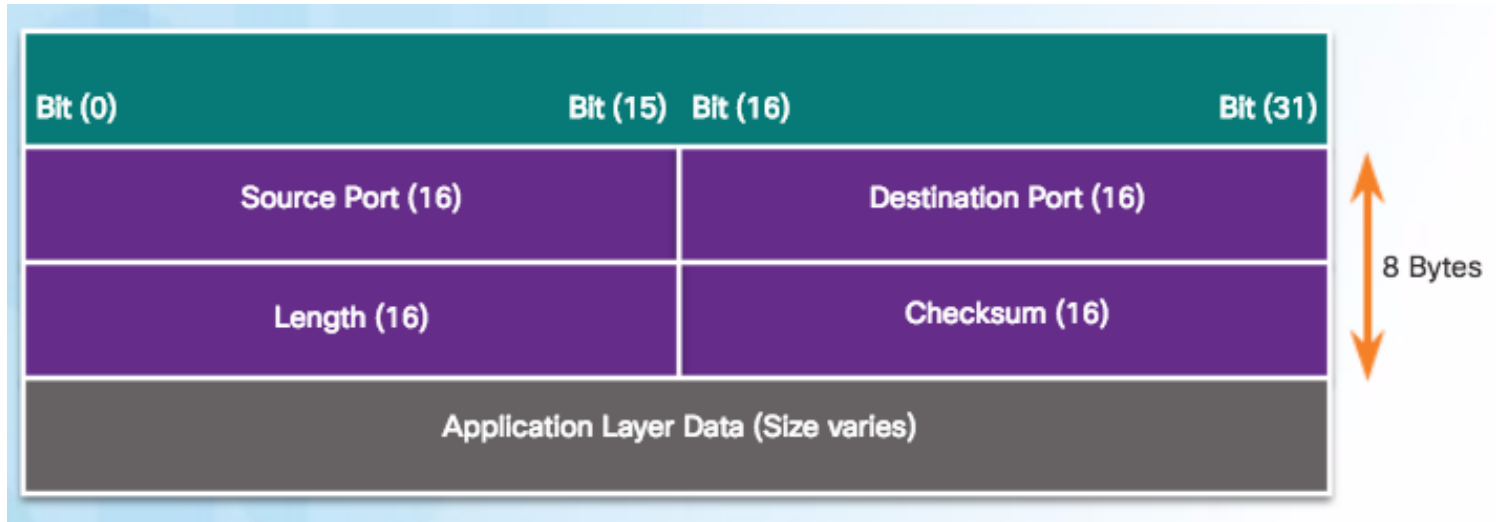 Bit (0) Bit (15) Bit (16) Bit (31)
Source Port (16) Destination Port (16)
8 Bytes
Length (16) Checksum (16)
Application Layer Data (Size varies)